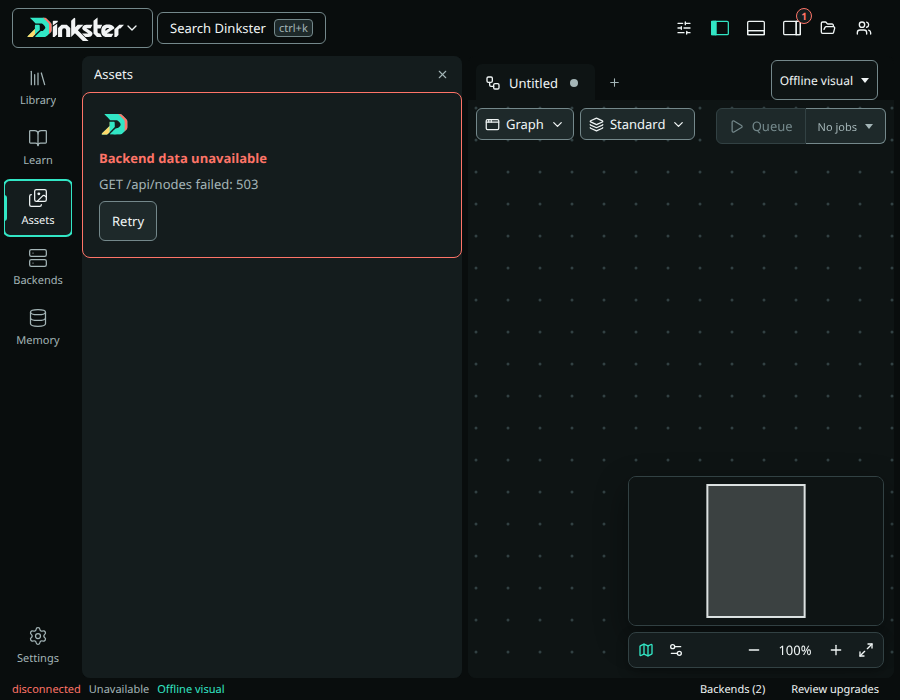 Dinkster
Search Dinkster ctrl+k
1
Library
Learn
Assets
Backends
Memory
Settings
Assets
Backend data unavailable
GET /api/nodes failed: 503
Retry
Untitled
Offline visual
Graph
Standard
Queue
No jobs
100%
disconnected Unavailable Offline visual
Backends (2) Review upgrades